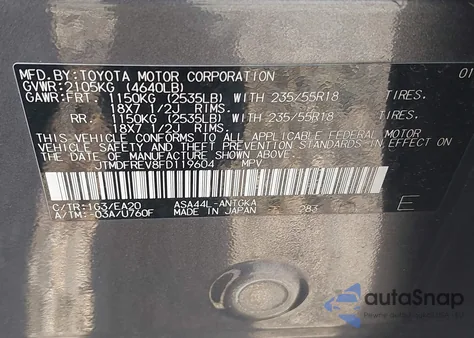 MFD.BY:TOYOTA MOTOR CORPORATION 01
GVWR:2105KG (4640LB)
GAWR:FRT. 1150KG (2535LB) WITH 235/55R18 TIRES.
18X7 1/2J RIMS.
RR. 1150KG (2535LB) WITH 235/55R18 TIRES.
18X7 1/2J RIMS.
THIS VEHICLE CONFORMS TO ALL APPLICABLE FEDERAL MOTOR
VEHICLE SAFETY AND THEFT PREVENTION STANDARDS IN EFFECT ON
THE DATE OF MANUFACTURE SHOWN ABOVE.
JTMDFREV8FD119604 MPV
C/TR:1G3/EA20 ASA44L-ANTGKA
A/TM:-03A/U760F MADE IN JAPAN 283 E
autoSnap